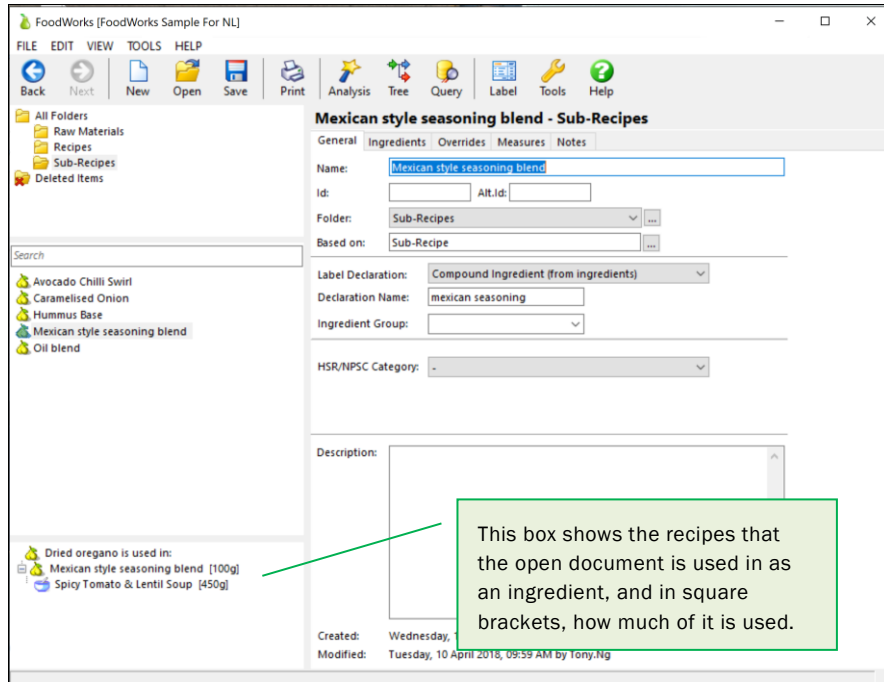 FoodWorks [FoodWorks Sample For NL]
FILE EDIT VIEW TOOLS HELP
Back Next New Open Save Print Analysis Tree Query Label Tools Help
All Folders
Raw Materials
Recipes
Sub-Recipes
Deleted Items
Search
Avocado Chilli Swirl
Caramelised Onion
Hummus Base
Mexican style seasoning blend
Oil blend
Dried oregano is used in:
Mexican style seasoning blend [100g]
Spicy Tomato & Lentil Soup [450g]
Mexican style seasoning blend - Sub-Recipes
General Ingredients Overrides Measures Notes
Name: Mexican style seasoning blend
Id: Alt.Id:
Folder: Sub-Recipes ...
Based on: Sub-Recipe ...
Label Declaration: Compound Ingredient (from ingredients)
Declaration Name: mexican seasoning
Ingredient Group:
HSR/NPSC Category: -
Description:
This box shows the recipes that
the open document is used in as
an ingredient, and in square
brackets, how much of it is used.
Created: Wednesday, 1
Modified: Tuesday, 10 April 2018, 09:59 AM by Tony.Ng